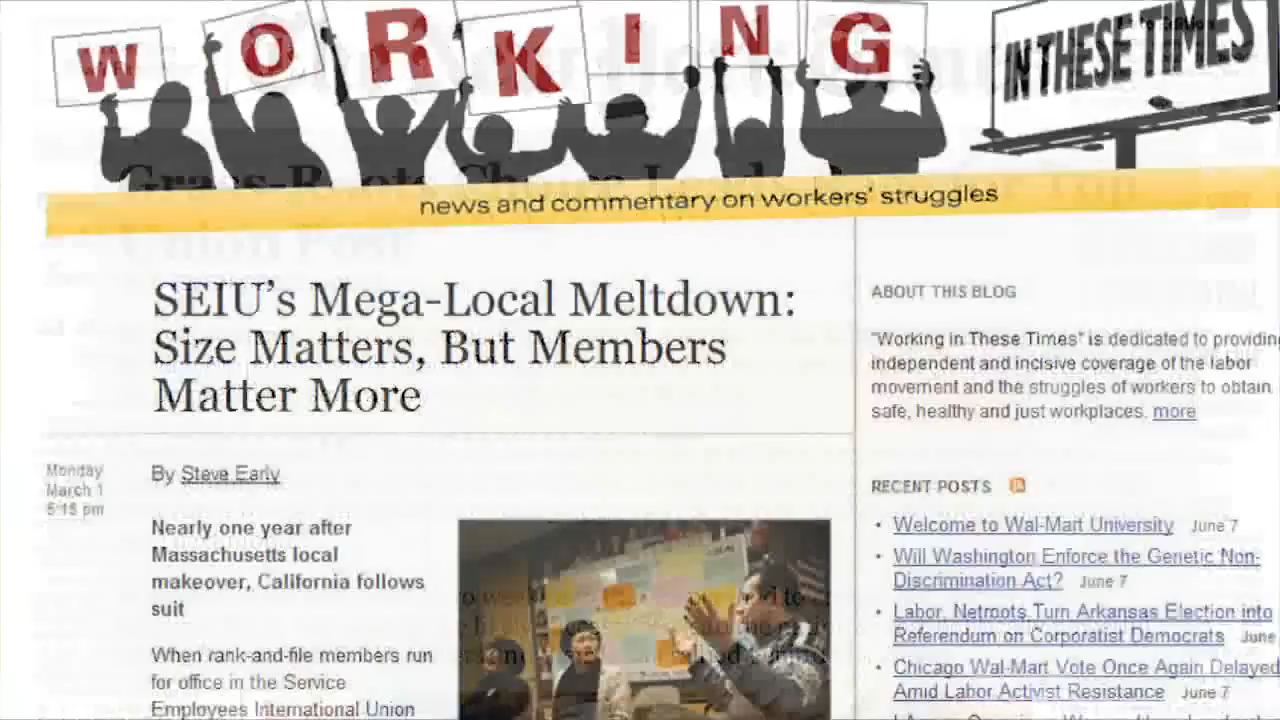 WORKING
IN THESE TIMES
Grass-Roots
Union Post
news and commentary on workers' struggles
SEIU's Mega-Local Meltdown:
Size Matters, But Members
Matter More
Monday
March 1
5:15 pm
By Steve Early
Nearly one year after
Massachusetts local
makeover, California follows
suit
When rank-and-file members run
for office in the Service
Employees International Union
ABOUT THIS BLOG
"Working In These Times" is dedicated to providing
independent and incisive coverage of the labor
movement and the struggles of workers to obtain
safe, healthy and just workplaces. more
RECENT POSTS
• Welcome to Wal-Mart University June 7
• Will Washington Enforce the Genetic Non-
Discrimination Act? June 7
• Labor, Netroots Turn Arkansas Election into
Referendum on Corporatist Democrats June
• Chicago Wal-Mart Vote Once Again Delayed
Amid Labor Activist Resistance June 7